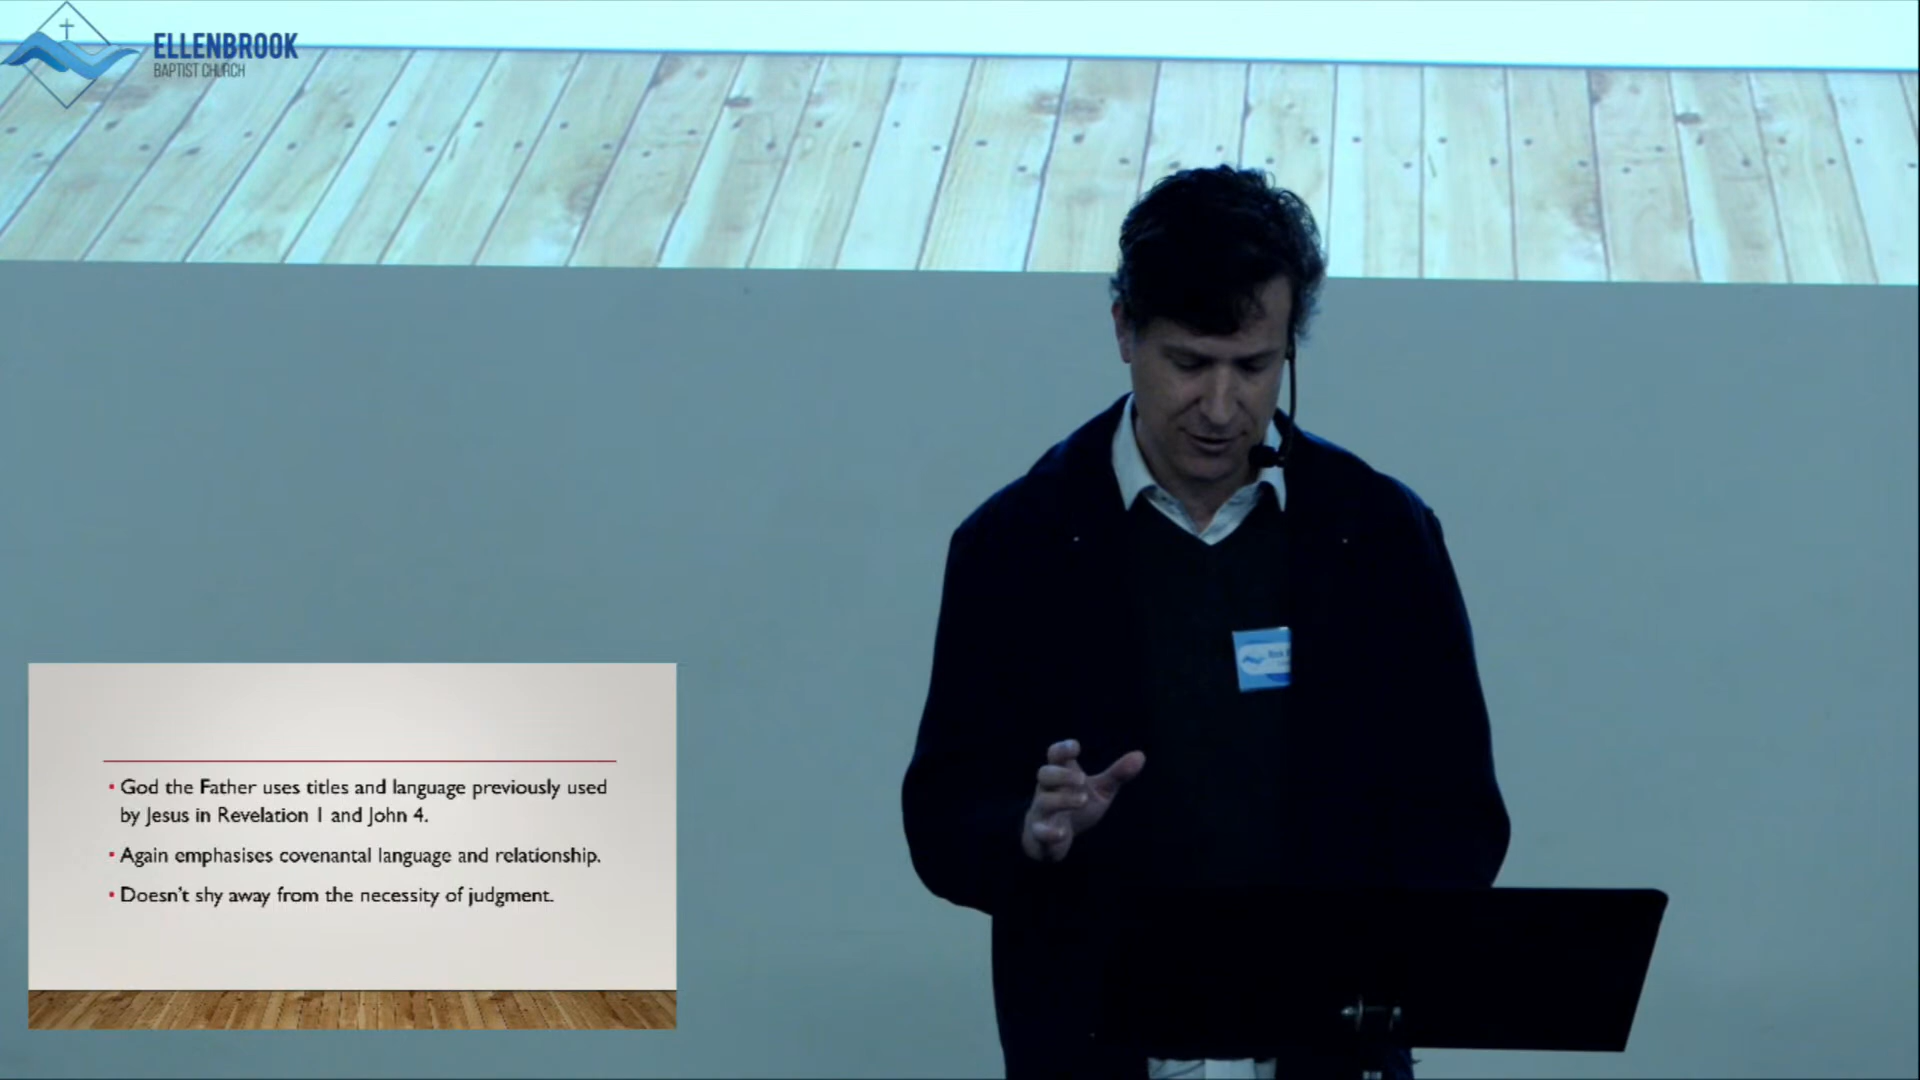 ELLENBROOK
BAPTIST CHURCH
God the Father uses titles and language previously used
by Jesus in Revelation 1 and John 4.
Again emphasises covenantal language and relationship.
Doesn't shy away from the necessity of judgment.